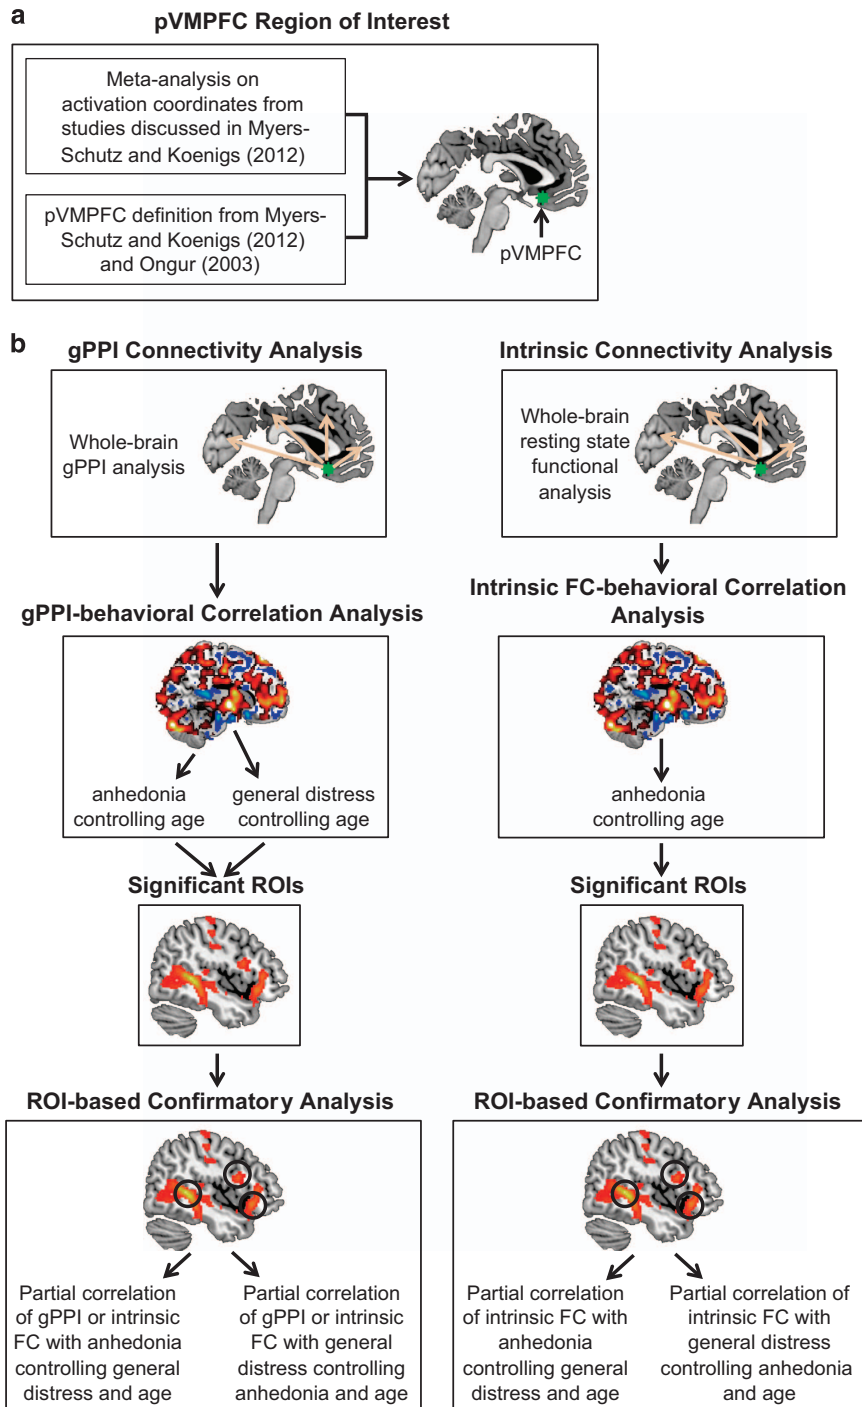 a
pVMPFC Region of Interest
Meta-analysis on
activation coordinates from
studies discussed in Myers-
Schutz and Koenigs (2012)
pVMPFC definition from Myers-
Schutz and Koenigs (2012)
and Ongur (2003)
pVMPFC
b
gPPI Connectivity Analysis
Whole-brain
gPPI analysis
gPPI-behavioral Correlation Analysis
anhedonia
controlling age
general distress
controlling age
Significant ROIs
ROI-based Confirmatory Analysis
Partial correlation
of gPPI or intrinsic
FC with anhedonia
controlling general
distress and age
Partial correlation
of gPPI or intrinsic
FC with general
distress controlling
anhedonia and age
Intrinsic Connectivity Analysis
Whole-brain
resting state
functional
analysis
Intrinsic FC-behavioral Correlation
Analysis
anhedonia
controlling age
Significant ROIs
ROI-based Confirmatory Analysis
Partial correlation
of intrinsic FC with
anhedonia
controlling general
distress and age
Partial correlation of
intrinsic FC with
general distress
controlling anhedonia
and age